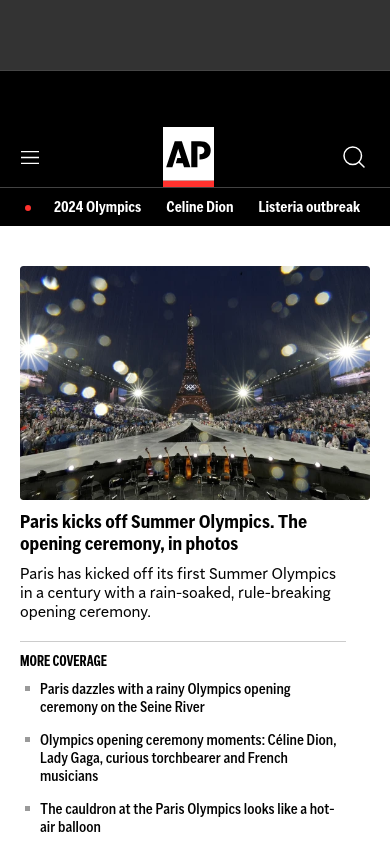 AP
2024 Olympics
Celine Dion
Listeria outbreak
Paris kicks off Summer Olympics. The
opening ceremony, in photos
Paris has kicked off its first Summer Olympics
in a century with a rain-soaked, rule-breaking
opening ceremony.
MORE COVERAGE
Paris dazzles with a rainy Olympics opening
ceremony on the Seine River
Olympics opening ceremony moments: Céline Dion,
Lady Gaga, curious torchbearer and French
musicians
The cauldron at the Paris Olympics looks like a hot-
air balloon